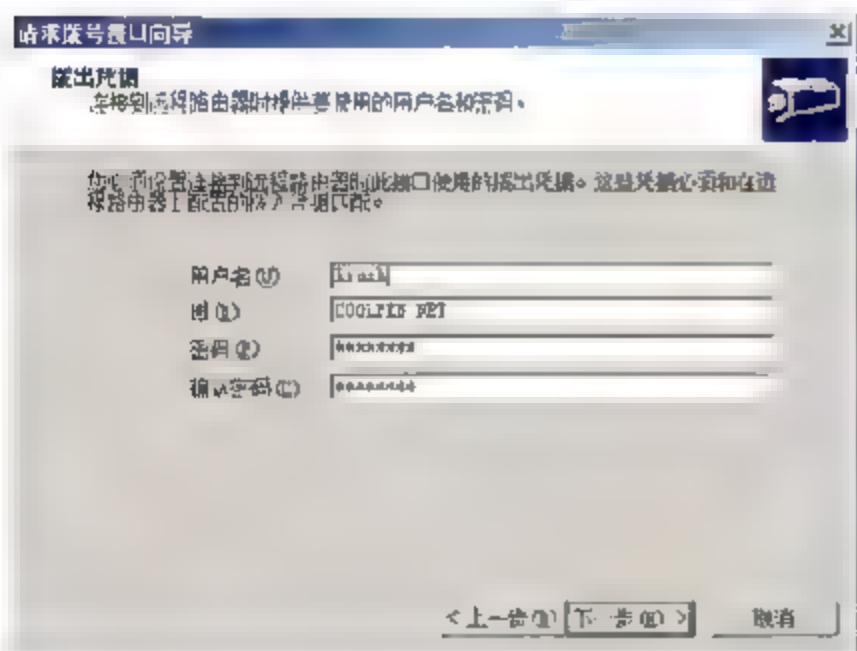 请求拨号接口向导
拨出凭据
连接到远程路由器时提供要使用的用户名和密码。
您必须设置连接到远程路由器时此接口使用的拨出凭据。这些凭据必须和在远
程路由器上配置的拨入凭据匹配。
用户名(U)
域(D)
密码(P)
********
确认密码(C)
********
<上一步(B) 下一步(N)> 取消